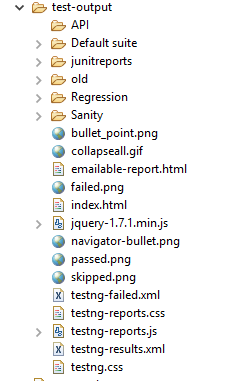 test-output
API
Default suite
junitreports
old
Regression
Sanity
bullet_point.png
collapseall.gif
emailable-report.html
failed.png
index.html
jquery-1.7.1.min.js
navigator-bullet.png
passed.png
skipped.png
testng-failed.xml
testng-reports.css
testng-reports.js
testng-results.xml
testng.css